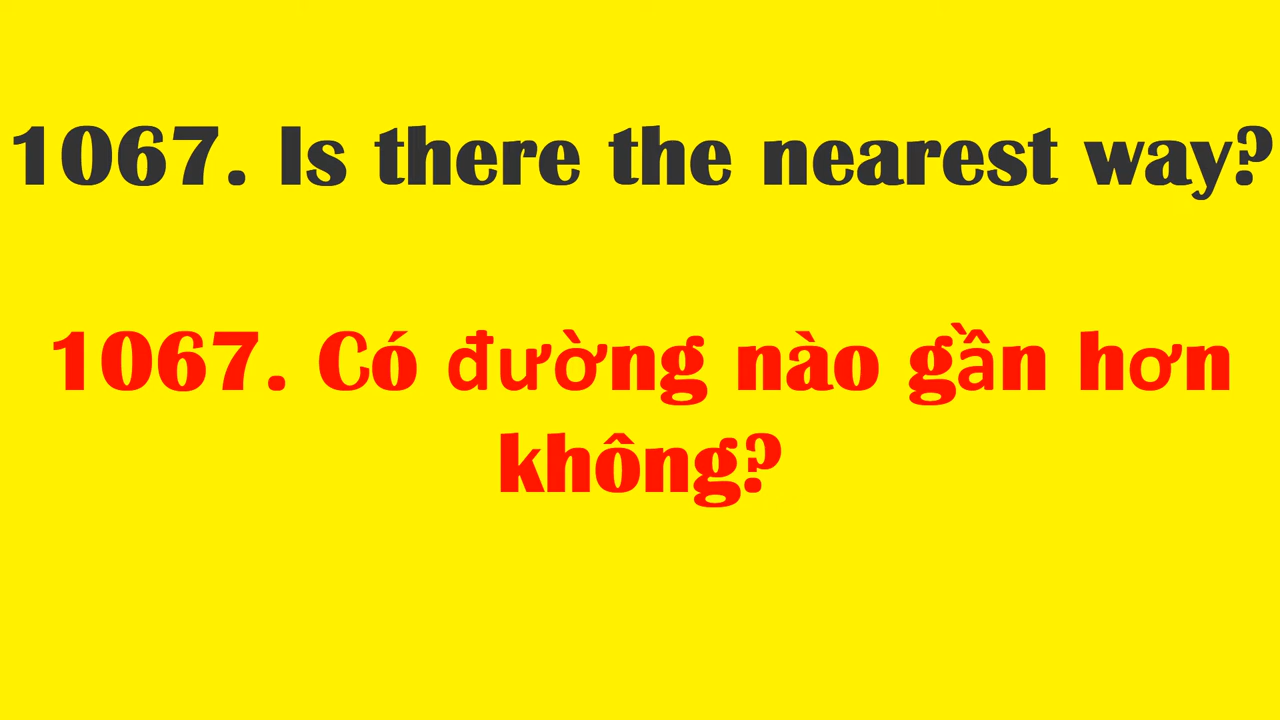 1067. Is there the nearest way?
1067. Có đường nào gần hơn
không?